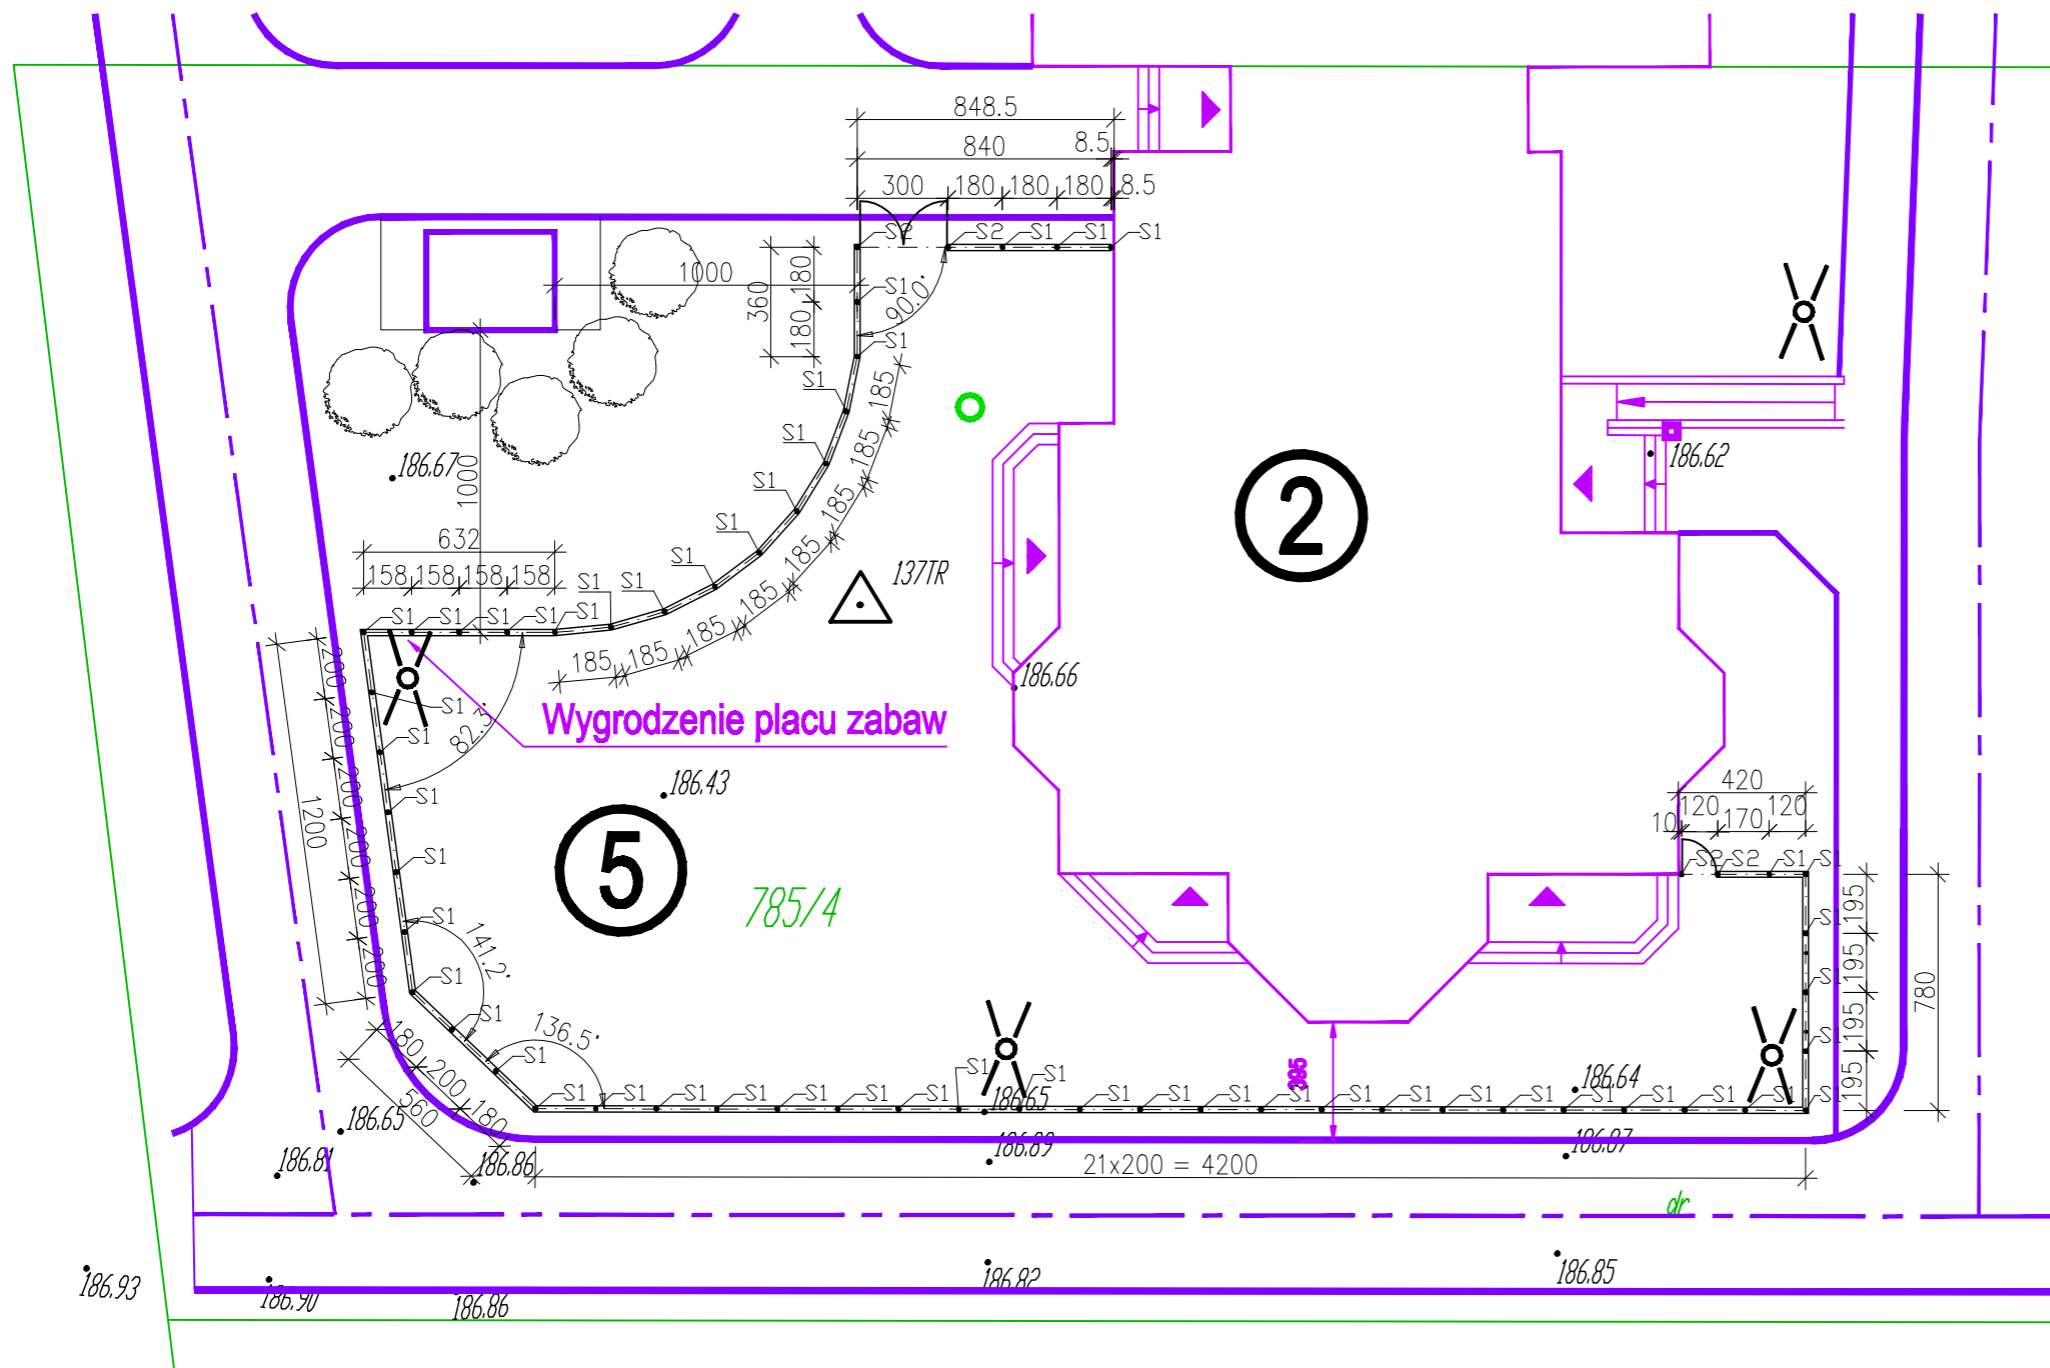 848.5
840 8.5
300 180 180 180 8.5
S2 S2 S1 S1 S1
1000 360 180 180
S1
90.0°
S1
S1 185
S1 185
S1 185
S1 185
S1 185
S1 185
S1 185
S1 185
186.67
1000
632
158 158 158 158
S1 S1 S1 S1 S1
137TR
2
186.62
186.66
Wygrodzenie placu zabaw
82.3°
200 200 200 200 200 200
1200
S1
S1
S1
S1
S1
S1
186.43
5
785/4
141.2°
S1
136.5°
S1
180 200 180
560
420
10 120 170 120
S2 S2 S1 S1
195 195 195 195
780
S1
S1
S1
S1
395
186.64
S1 S1 S1 S1 S1 S1 S1 S1 S1 S1 S1 S1 S1 S1 S1 S1 S1 S1 S1 S1 S1
186.65
186.65
186.89
186.87
186.81
186.86
21x200 = 4200
dr
186.93
186.90
186.86
186.82
186.85